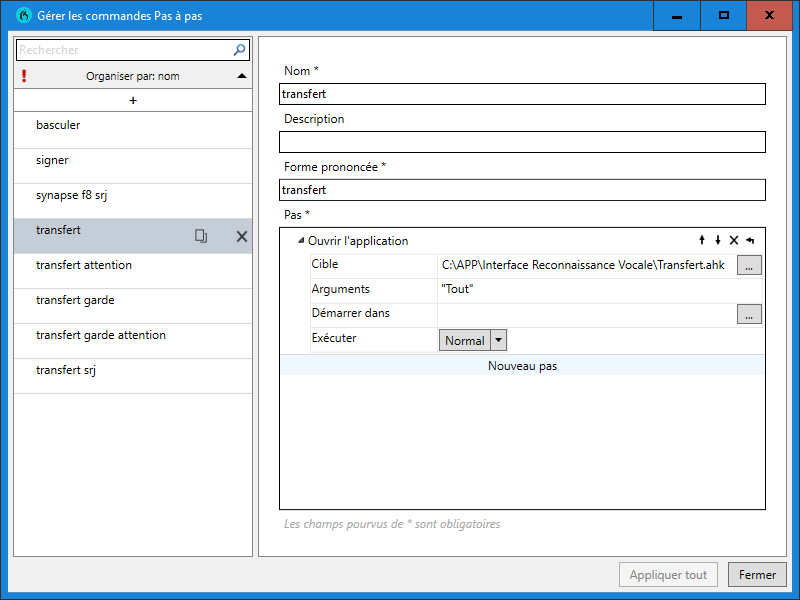 Gérer les commandes Pas à pas
Rechercher
Organiser par: nom
+
basculer
signer
synapse f8 srj
transfert
transfert attention
transfert garde
transfert garde attention
transfert srj
Nom *
transfert
Description
Forme prononcée *
transfert
Pas *
Ouvrir l'application
Cible C:\APP\Interface Reconnaissance Vocale\Transfert.ahk ...
Arguments "Tout"
Démarrer dans ...
Exécuter Normal
Nouveau pas
Les champs pourvus de * sont obligatoires
Appliquer tout Fermer